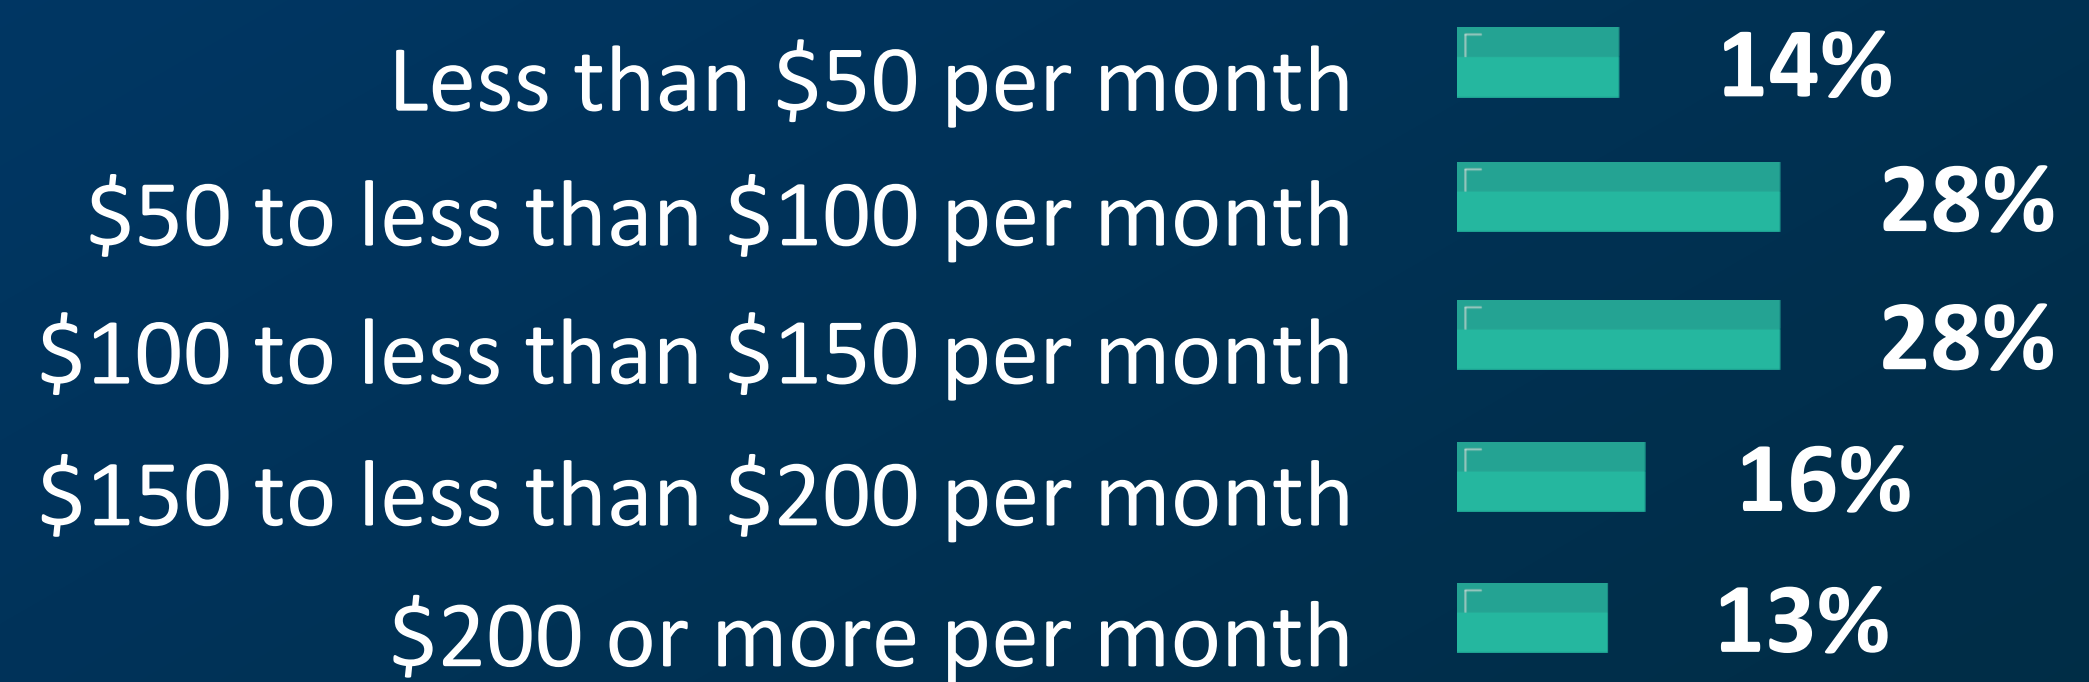 Less than $50 per month 14%
$50 to less than $100 per month 28%
$100 to less than $150 per month 28%
$150 to less than $200 per month 16%
$200 or more per month 13%